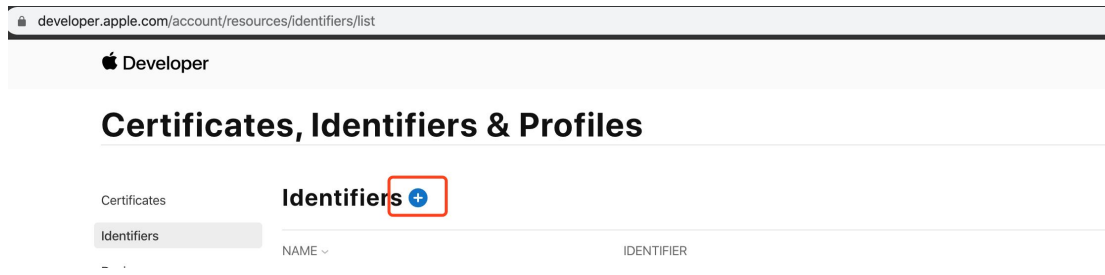 developer.apple.com/account/resources/identifiers/list
Developer
Certificates, Identifiers & Profiles
Certificates
Identifiers
Identifiers
NAME
IDENTIFIER